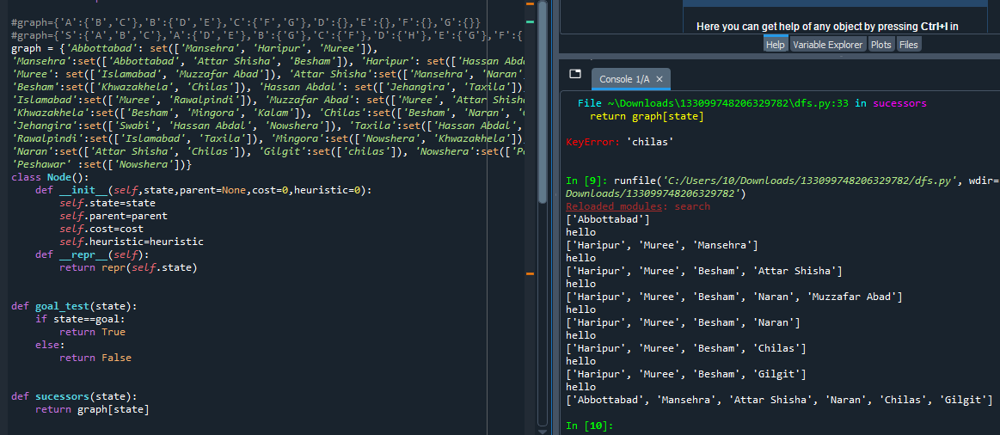 #graph={'A':{'B','C'},'B':{'D','E'},'C':{'F','G'},'D':{},'E':{},'F':{},'G':{}}
#graph={'S':{'A','B','C'},'A':{'D','E'},'B':{'G'},'C':{'F'},'D':{'H'},'E':{'G'},'F':{
graph = {'Abbottabad': set(['Mansehra', 'Haripur', 'Muree']),
'Mansehra':set(['Abbottabad', 'Attar Shisha', 'Besham']), 'Haripur': set(['Hassan Abda
'Muree': set(['Islamabad', 'Muzzafar Abad']), 'Attar Shisha':set(['Mansehra', 'Naran'
'Besham':set(['Khwazakhela', 'Chilas']), 'Hassan Abdal': set(['Jehangira', 'Taxila'])
'Islamabad':set(['Muree', 'Rawalpindi']), 'Muzzafar Abad': set(['Muree', 'Attar Shish
'Khwazakhela':set(['Besham', 'Mingora', 'Kalam']), 'Chilas':set(['Besham', 'Naran',
'Jehangira':set(['Swabi', 'Hassan Abdal', 'Nowshera']), 'Taxila':set(['Hassan Abdal',
'Rawalpindi':set(['Islamabad', 'Taxila']), 'Mingora':set(['Nowshera', 'Khwazakhela']),
'Naran':set(['Attar Shisha', 'Chilas']), 'Gilgit':set(['chilas']), 'Nowshera':set(['P
'Peshawar' :set(['Nowshera'])}
class Node():
def __init__(self,state,parent=None,cost=0,heuristic=0):
self.state=state
self.parent=parent
self.cost=cost
self.heuristic=heuristic
def __repr__(self):
return repr(self.state)
def goal_test(state):
if state==goal:
return True
else:
return False
def sucessors(state):
return graph[state]
Here you can get help of any object by pressing Ctrl+I in
Help
Variable Explorer
Plots
Files
Console 1/A ×
File ~\Downloads\133099748206329782\dfs.py:33 in sucessors
return graph[state]
KeyError: 'chilas'
In [9]: runfile('C:/Users/10/Downloads/133099748206329782/dfs.py', wdir=
Downloads/133099748206329782')
Reloaded modules: search
['Abbottabad']
hello
['Haripur', 'Muree', 'Mansehra']
hello
['Haripur', 'Muree', 'Besham', 'Attar Shisha']
hello
['Haripur', 'Muree', 'Besham', 'Naran', 'Muzzafar Abad']
hello
['Haripur', 'Muree', 'Besham', 'Naran']
hello
['Haripur', 'Muree', 'Besham', 'Chilas']
hello
['Haripur', 'Muree', 'Besham', 'Gilgit']
hello
['Abbottabad', 'Mansehra', 'Attar Shisha', 'Naran', 'Chilas', 'Gilgit']
In [10]: